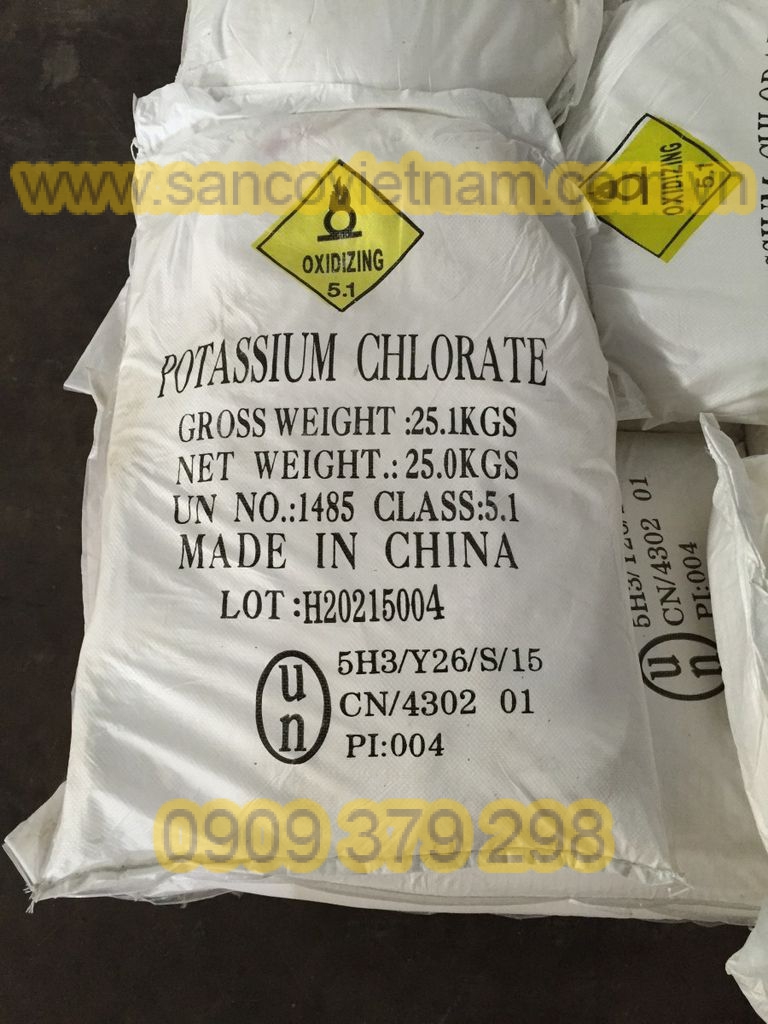 www.sancovietnam.com.vn
OXIDIZING
5.1
POTASSIUM CHLORATE
GROSS WEIGHT :25.1KGS
NET WEIGHT.: 25.0KGS
UN NO.:1485 CLASS:5.1
MADE IN CHINA
LOT :H20215004
un
5H3/Y26/S/15
CN/4302 01
PI:004
0909 379 298
OXIDIZING
5.1
CN/4302 01
PI:004
un